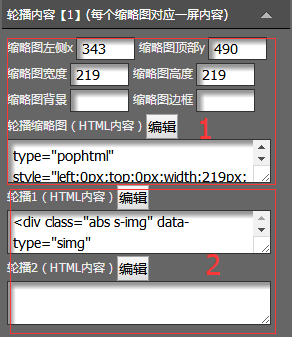 轮播内容【1】(每个缩略图对应一屏内容)
缩略图左侧x 343 缩略图顶部y 490
缩略图宽度 219 缩略图高度 219
缩略图背景 缩略图边框
轮播缩略图（HTML内容） 编辑
1
type="pophtml"
style="left:0px;top:0px;width:219px;
轮播1（HTML内容） 编辑
<div class="abs s-img" data-
type="simg"
轮播2（HTML内容） 编辑
2